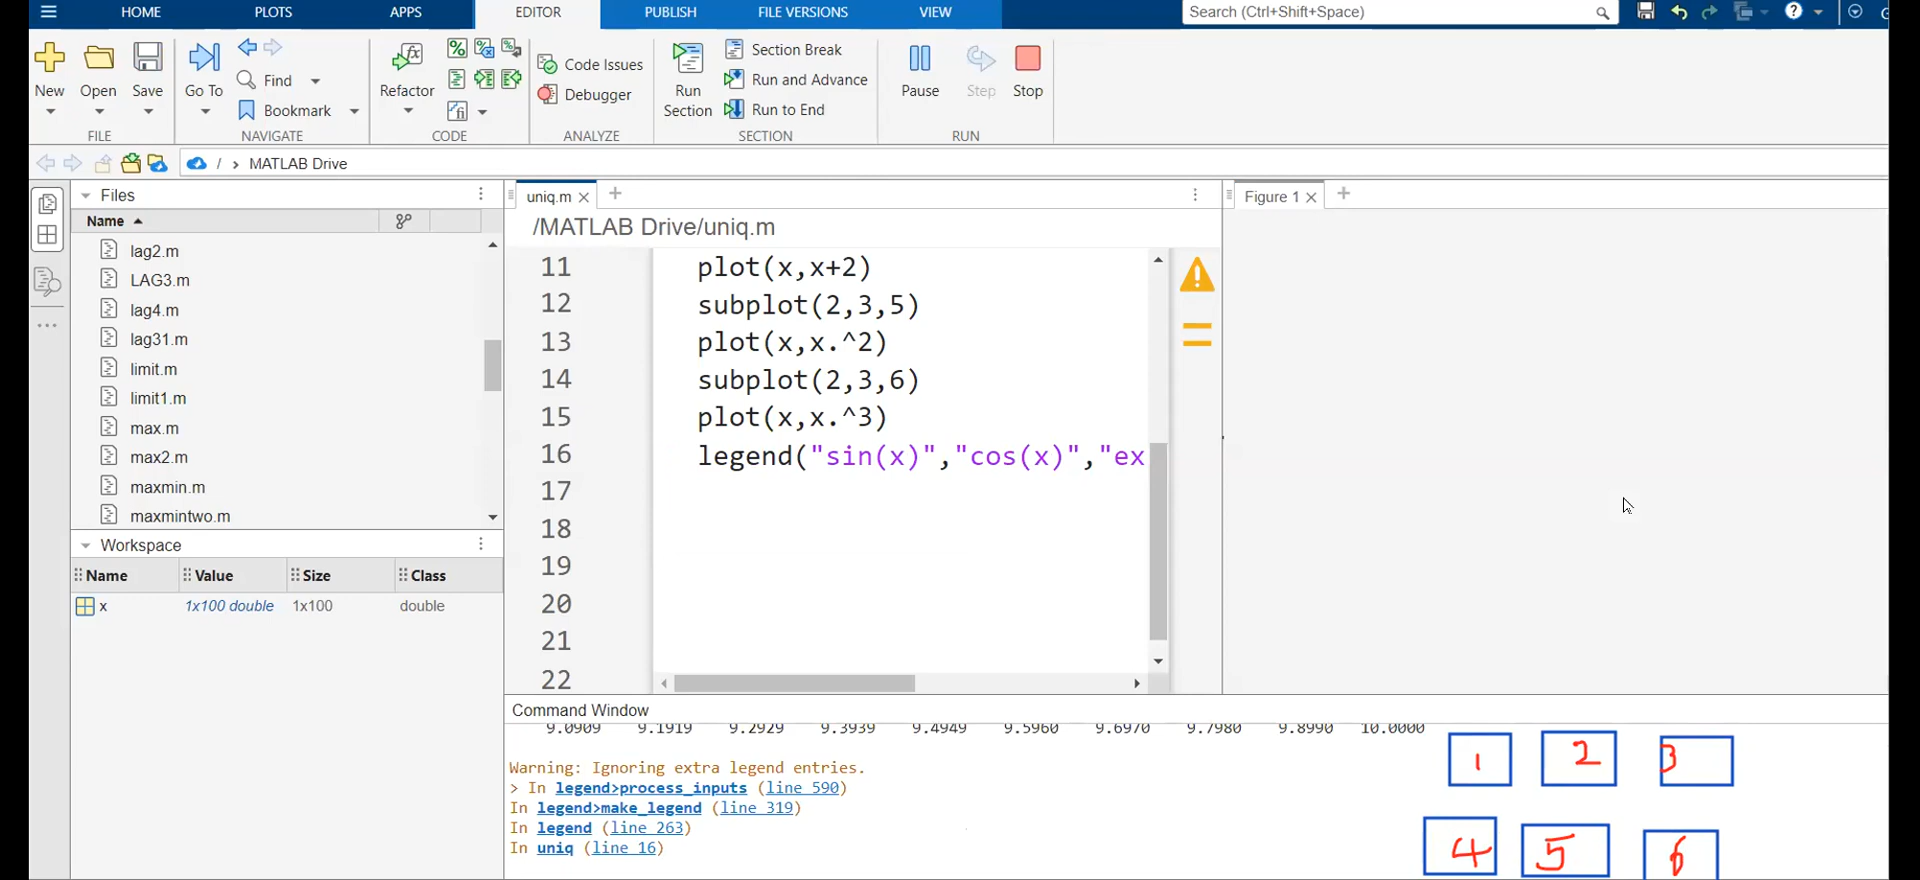 HOME PLOTS APPS EDITOR PUBLISH FILE VERSIONS VIEW Search (Ctrl+Shift+Space)
New Open Save Go To Find Bookmark Refactor Code Issues Debugger Run Section Section Break Run and Advance Run to End Pause Step Stop
FILE NAVIGATE CODE ANALYZE SECTION RUN
/ > MATLAB Drive
Files
Name
lag2.m
LAG3.m
lag4.m
lag31.m
limit.m
limit1.m
max.m
max2.m
maxmin.m
maxmintwo.m
Workspace
Name Value Size Class
x 1x100 double 1x100 double
uniq.m
/MATLAB Drive/uniq.m
11 plot(x,x+2)
12 subplot(2,3,5)
13 plot(x,x.^2)
14 subplot(2,3,6)
15 plot(x,x.^3)
16 legend("sin(x)","cos(x)","ex
17
18
19
20
21
22
Figure 1
Command Window
9.0909 9.1919 9.2929 9.3939 9.4949 9.5960 9.6970 9.7980 9.8990 10.0000
Warning: Ignoring extra legend entries.
> In legend>process_inputs (line 590)
In legend>make_legend (line 319)
In legend (line 263)
In uniq (line 16)
1 2 3
4 5 6